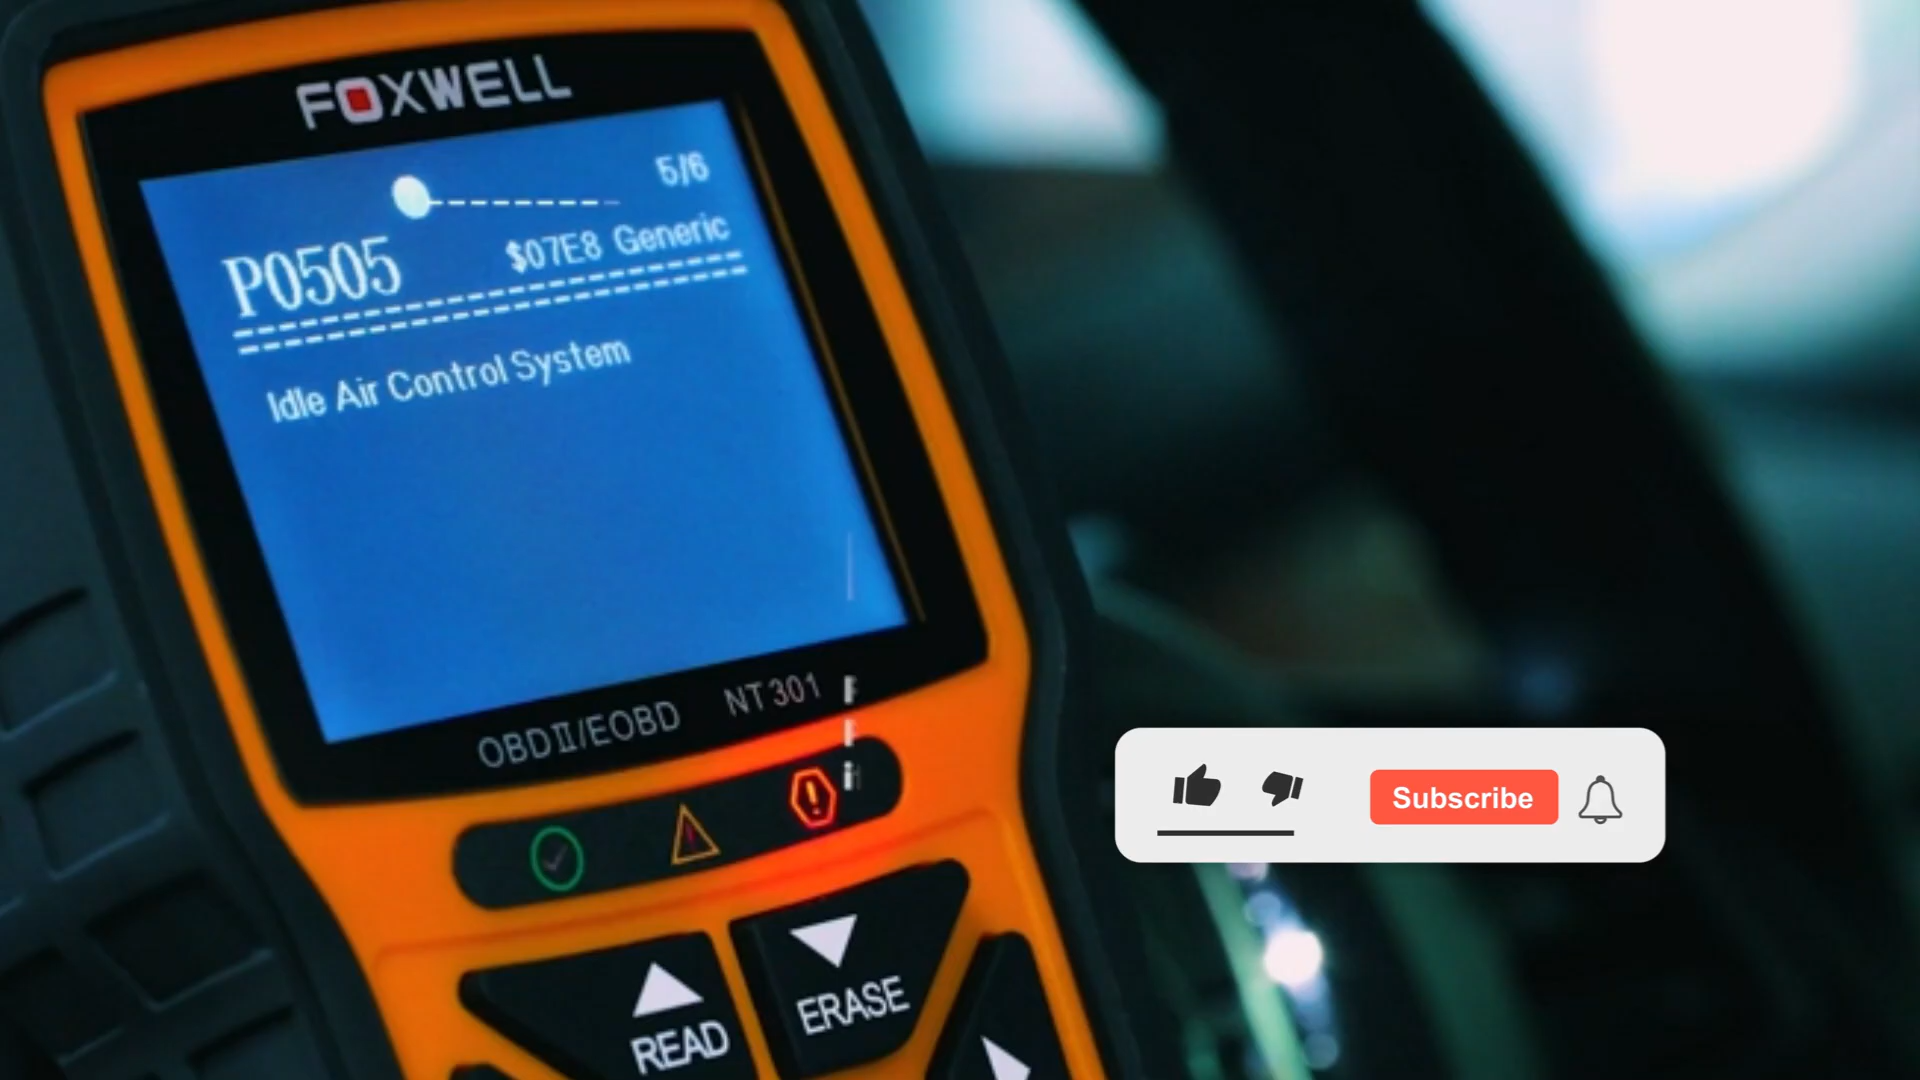 FOXWELL
5/6
P0505 $07E8 Generic
Idle Air Control System
OBDII/EOBD NT301
READ
ERASE
Subscribe